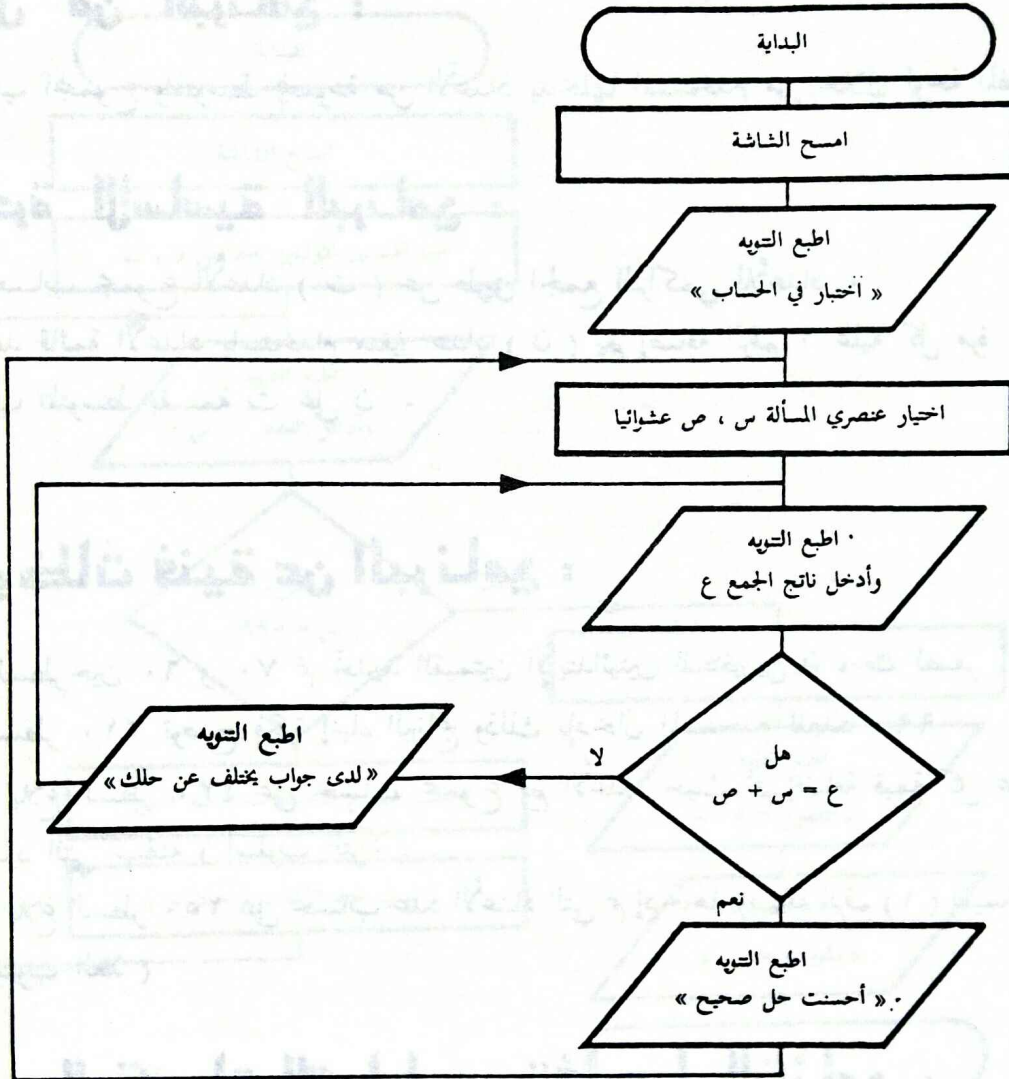 البداية
امسح الشاشة
اطبع التنويه
« اختبار في الحساب »
اختيار عنصري المسألة س ، ص عشوائيا
اطبع التنويه
وأدخل ناتج الجمع ع
هل
ع = س + ص
لا
اطبع التنويه
«لدى جواب يختلف عن حلك»
نعم
اطبع التنويه
« أحسنت حل صحيح »